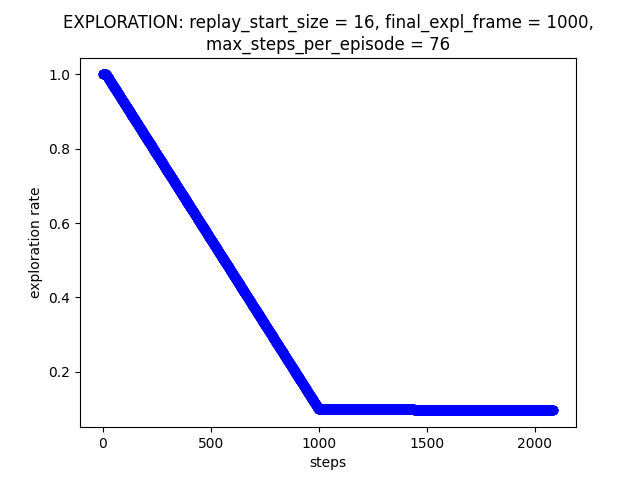 EXPLORATION: replay_start_size = 16, final_expl_frame = 1000,
max_steps_per_episode = 76
1.0
0.8
0.6
0.4
0.2
exploration rate
0
500
1000
1500
2000
steps